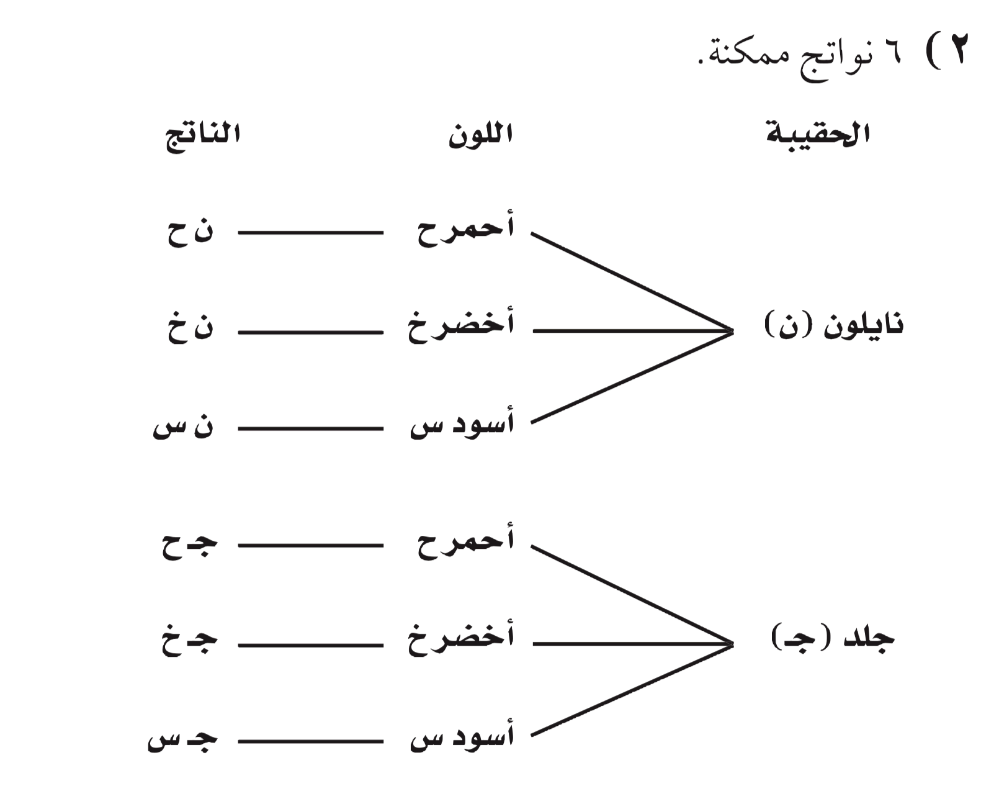 ٢ ) ٦ نواتج ممكنة.
الحقيبة اللون الناتج
أحمر ح ن ح
نايلون (ن) أخضر خ ن خ
أسود س ن س
أحمر ح جـ ح
جلد (جـ) أخضر خ جـ خ
أسود س جـ س